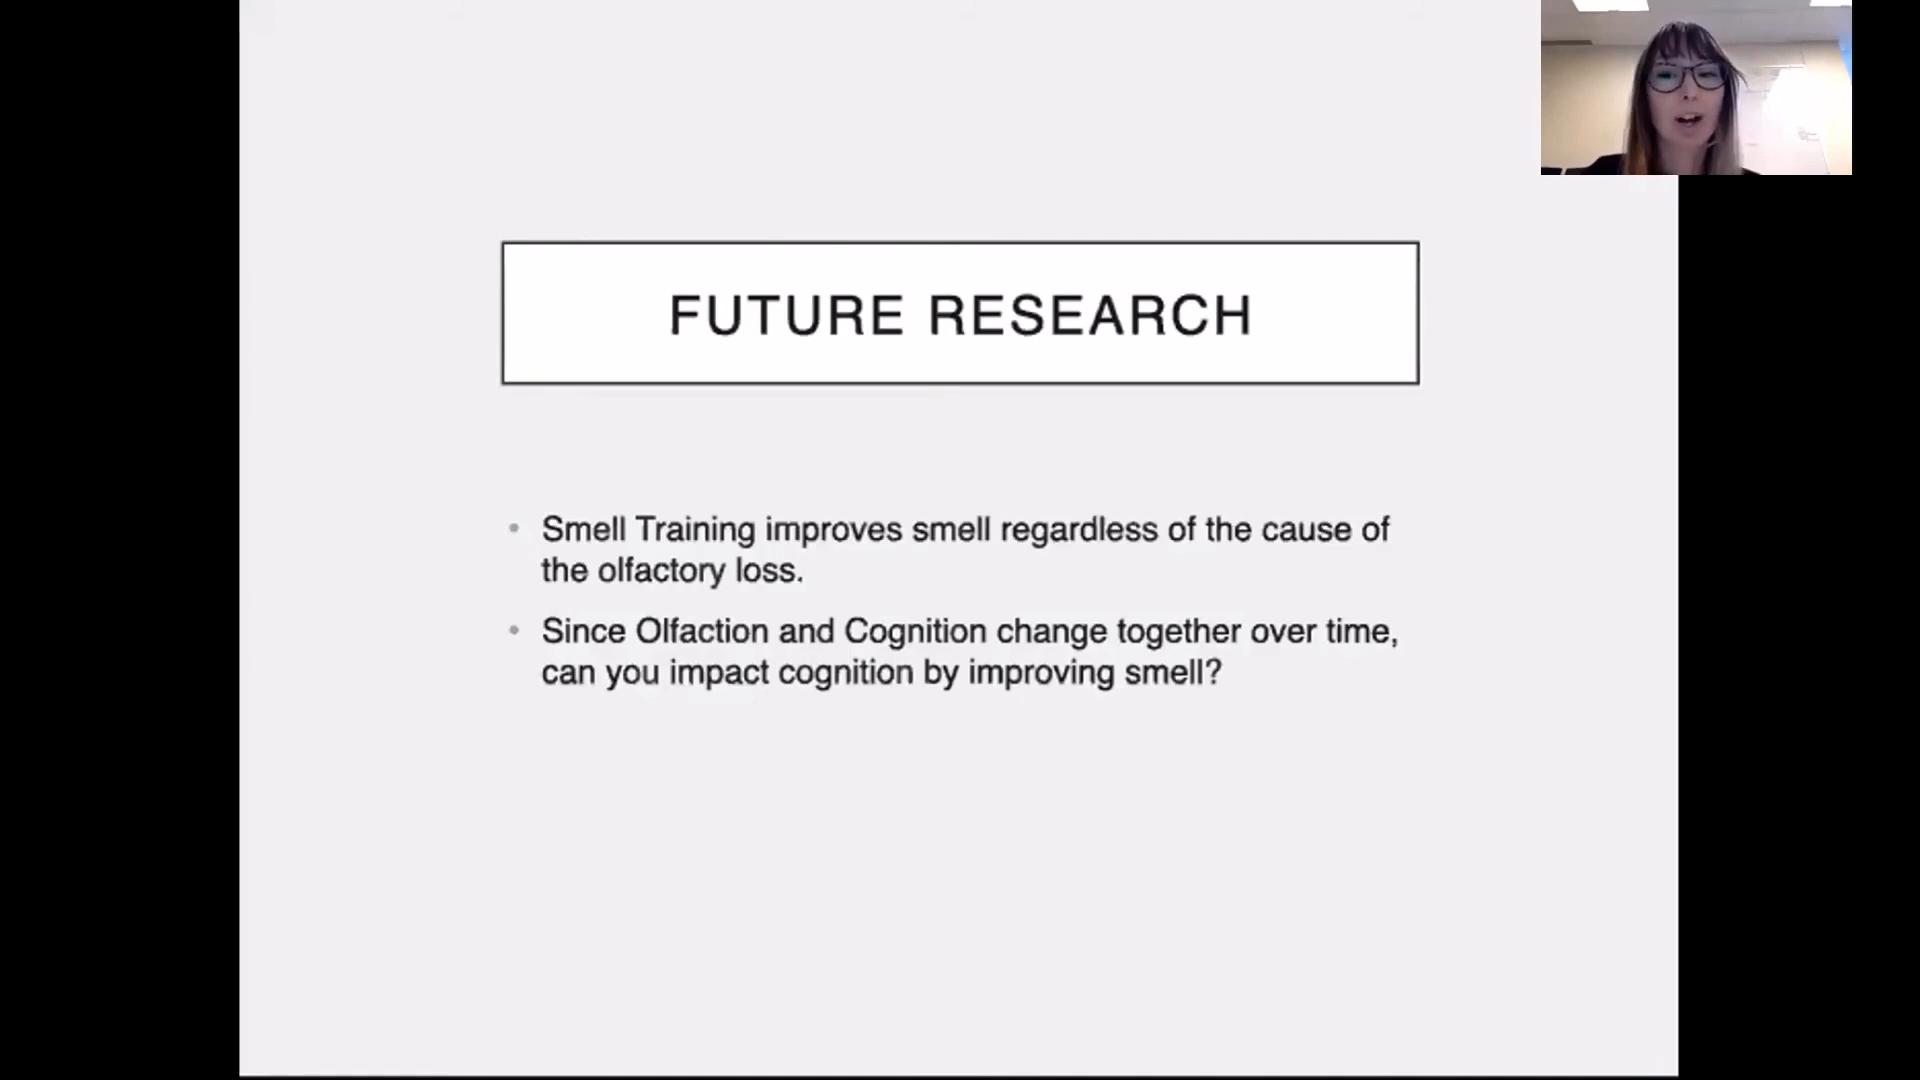 FUTURE RESEARCH
• Smell Training improves smell regardless of the cause of
the olfactory loss.
• Since Olfaction and Cognition change together over time,
can you impact cognition by improving smell?